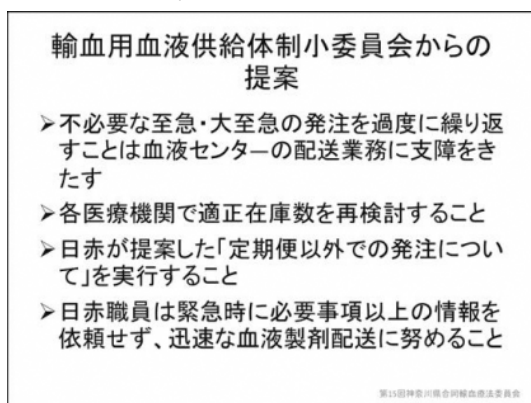 輸血用血液供給体制小委員会からの
提案
➢不必要な至急・大至急の発注を過度に繰り返
すことは血液センターの配送業務に支障をき
たす
➢各医療機関で適正在庫数を再検討すること
➢日赤が提案した「定期便以外での発注につい
て」を実行すること
➢日赤職員は緊急時に必要事項以上の情報を
依頼せず、迅速な血液製剤配送に努めること
第15回神奈川県合同輸血療法委員会